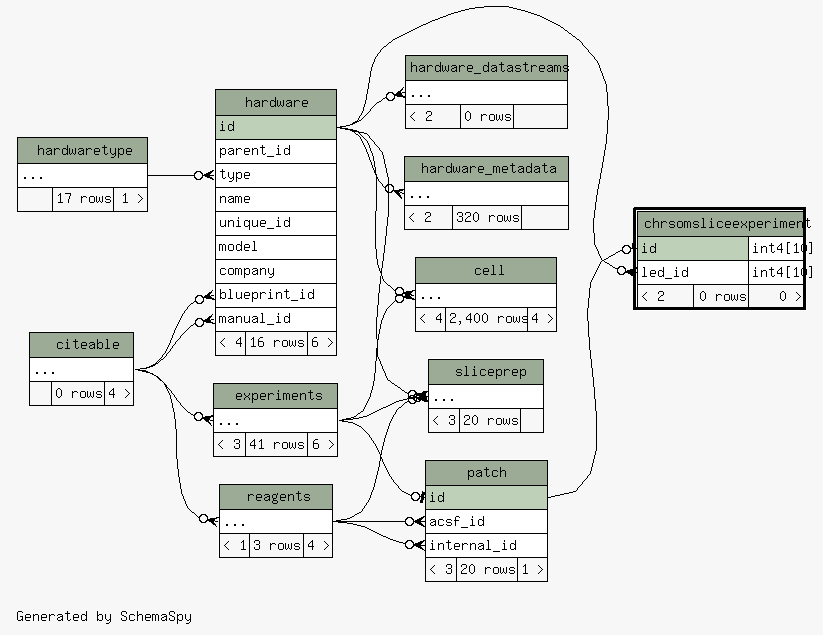 hardwaretype
...
17 rows 1 >
citeable
...
0 rows 4 >
hardware
id
parent_id
type
name
unique_id
model
company
blueprint_id
manual_id
< 4 16 rows 6 >
experiments
...
< 3 41 rows 6 >
reagents
...
< 1 3 rows 4 >
hardware_datastreams
...
< 2 0 rows
hardware_metadata
...
< 2 320 rows
cell
...
< 4 2,400 rows 4 >
sliceprep
...
< 3 20 rows
patch
id
acsf_id
internal_id
< 3 20 rows 1 >
chrsomsliceexperiment
id int4[10]
led_id int4[10]
< 2 0 rows 0 >
Generated by SchemaSpy